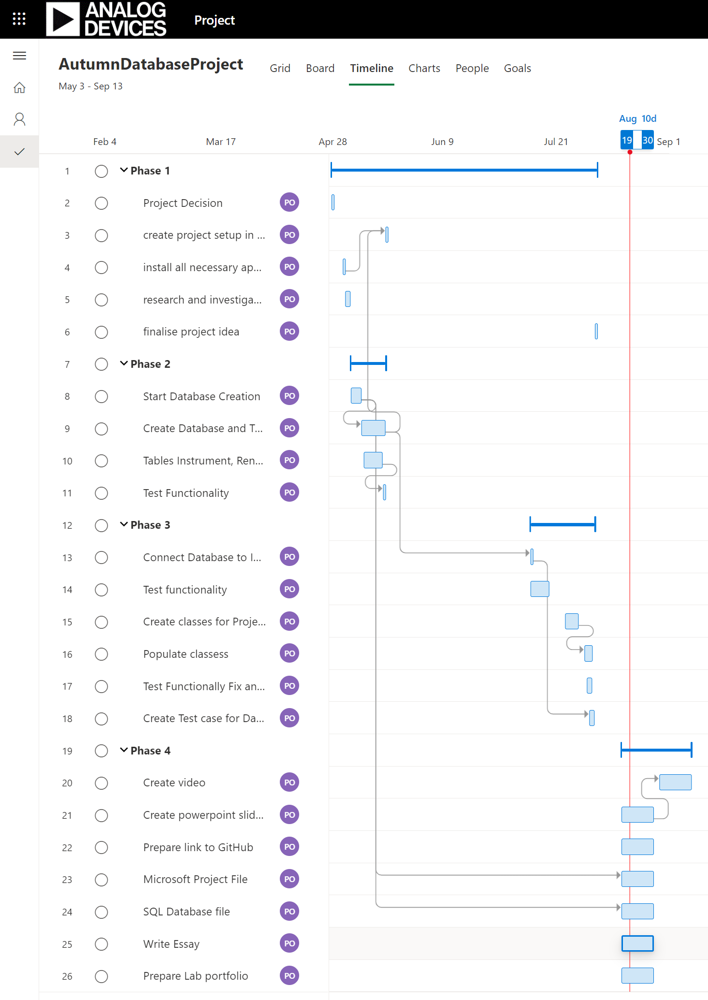 ANALOG
DEVICES
Project
AutumnDatabaseProject
May 3 - Sep 13
Grid Board Timeline Charts People Goals
Aug 10d
Feb 4 Mar 17 Apr 28 Jun 9 Jul 21 19 30 Sep 1
1 Phase 1
2 Project Decision PO
3 create project setup in ... PO
4 install all necessary ap... PO
5 research and investiga... PO
6 finalise project idea PO
7 Phase 2
8 Start Database Creation PO
9 Create Database and T... PO
10 Tables Instrument, Ren... PO
11 Test Functionality PO
12 Phase 3
13 Connect Database to I... PO
14 Test functionality PO
15 Create classes for Proje... PO
16 Populate classess PO
17 Test Functionally Fix an... PO
18 Create Test case for Da... PO
19 Phase 4
20 Create video PO
21 Create powerpoint slid... PO
22 Prepare link to GitHub PO
23 Microsoft Project File PO
24 SQL Database file PO
25 Write Essay PO
26 Prepare Lab portfolio PO